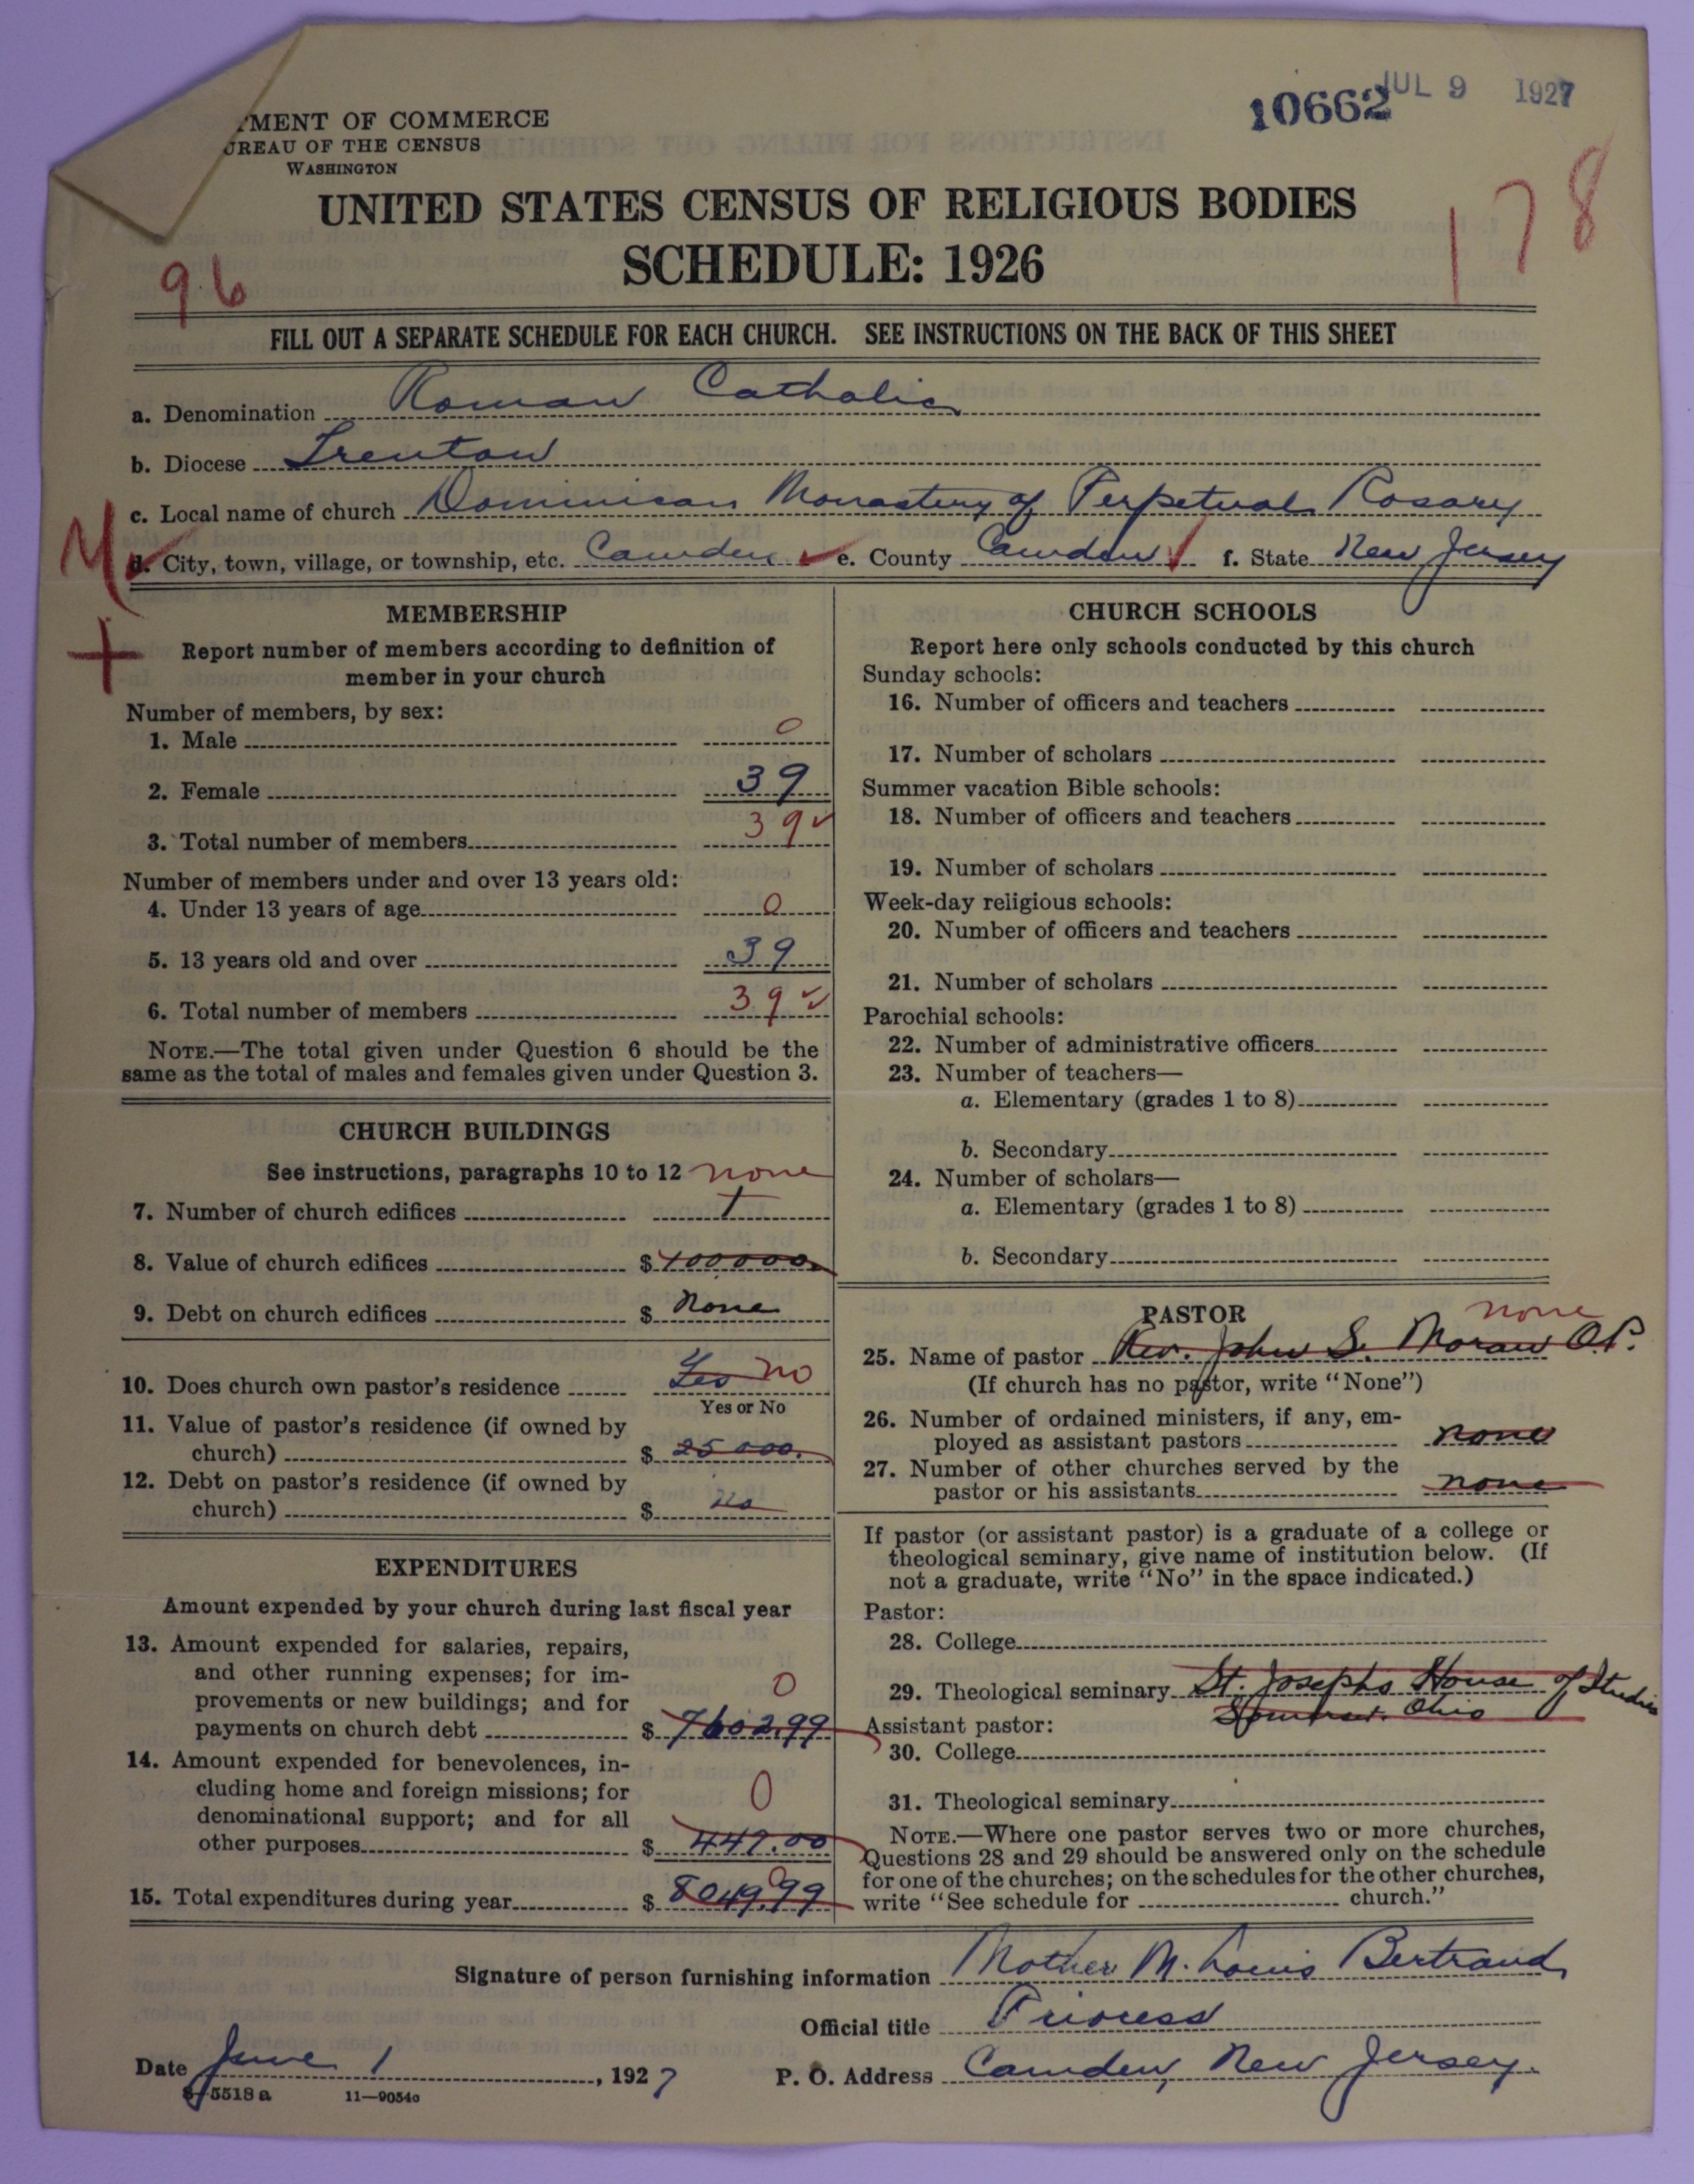 10662 JUL 9 1927
MENT OF COMMERCE
UREAU OF THE CENSUS
WASHINGTON
178
UNITED STATES CENSUS OF RELIGIOUS BODIES
SCHEDULE: 1926
96
FILL OUT A SEPARATE SCHEDULE FOR EACH CHURCH. SEE INSTRUCTIONS ON THE BACK OF THIS SHEET
a. Denomination Roman Catholic
b. Diocese Trenton
c. Local name of church Dominican Monastery of Perpetual Rosary
d. City, town, village, or township, etc. Camden e. County Camden f. State New Jersey
MEMBERSHIP
Report number of members according to definition of
member in your church
Number of members, by sex:
1. Male 0
2. Female 39
3. Total number of members 39
Number of members under and over 13 years old:
4. Under 13 years of age 0
5. 13 years old and over 39
6. Total number of members 39
NOTE.—The total given under Question 6 should be the
same as the total of males and females given under Question 3.
CHURCH BUILDINGS
See instructions, paragraphs 10 to 12 none
7. Number of church edifices 1
8. Value of church edifices $ 100000
9. Debt on church edifices $ None
10. Does church own pastor's residence Yes no
Yes or No
11. Value of pastor's residence (if owned by
church) $ 25000.
12. Debt on pastor's residence (if owned by
church) $ no
EXPENDITURES
Amount expended by your church during last fiscal year
13. Amount expended for salaries, repairs,
and other running expenses; for im-
provements or new buildings; and for 0
payments on church debt $ 7602.99
14. Amount expended for benevolences, in-
cluding home and foreign missions; for
denominational support; and for all 0
other purposes $ 447.00
15. Total expenditures during year $ 8049.99 0
CHURCH SCHOOLS
Report here only schools conducted by this church
Sunday schools:
16. Number of officers and teachers
17. Number of scholars
Summer vacation Bible schools:
18. Number of officers and teachers
19. Number of scholars
Week-day religious schools:
20. Number of officers and teachers
21. Number of scholars
Parochial schools:
22. Number of administrative officers
23. Number of teachers—
a. Elementary (grades 1 to 8)
b. Secondary
24. Number of scholars—
a. Elementary (grades 1 to 8)
b. Secondary
PASTOR none
25. Name of pastor Rev. John S. Moran O.P.
(If church has no pastor, write "None")
26. Number of ordained ministers, if any, em-
ployed as assistant pastors none
27. Number of other churches served by the
pastor or his assistants none
If pastor (or assistant pastor) is a graduate of a college or
theological seminary, give name of institution below. (If
not a graduate, write "No" in the space indicated.)
Pastor:
28. College
29. Theological seminary St. Josephs House of Studies
Somerset. Ohio
Assistant pastor:
30. College
31. Theological seminary
NOTE.—Where one pastor serves two or more churches,
Questions 28 and 29 should be answered only on the schedule
for one of the churches; on the schedules for the other churches,
write "See schedule for church."
Signature of person furnishing information Mother M. Louis Bertrand
Official title Prioress
Date June 1, 1927 P. O. Address Camden, New Jersey.
8-5518a 11—9054a